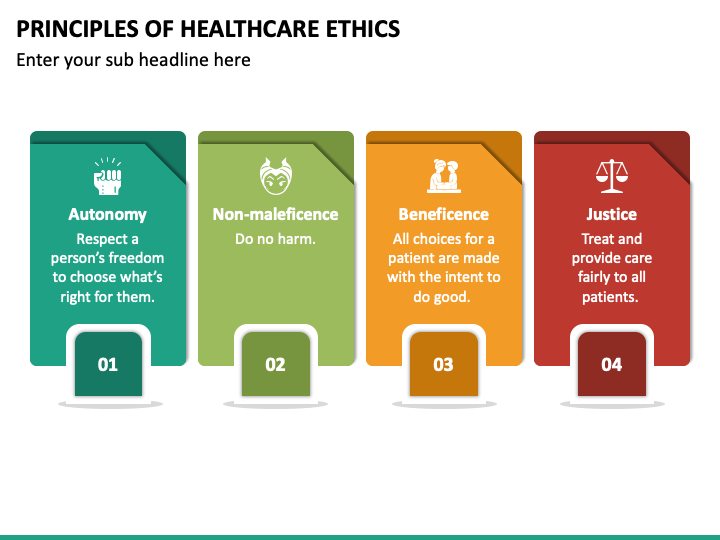 PRINCIPLES OF HEALTHCARE ETHICS
Enter your sub headline here
Autonomy
Respect a
person’s freedom
to choose what’s
right for them.
01
Non-maleficence
Do no harm.
02
Beneficence
All choices for a
patient are made
with the intent to
do good.
03
Justice
Treat and
provide care
fairly to all
patients.
04